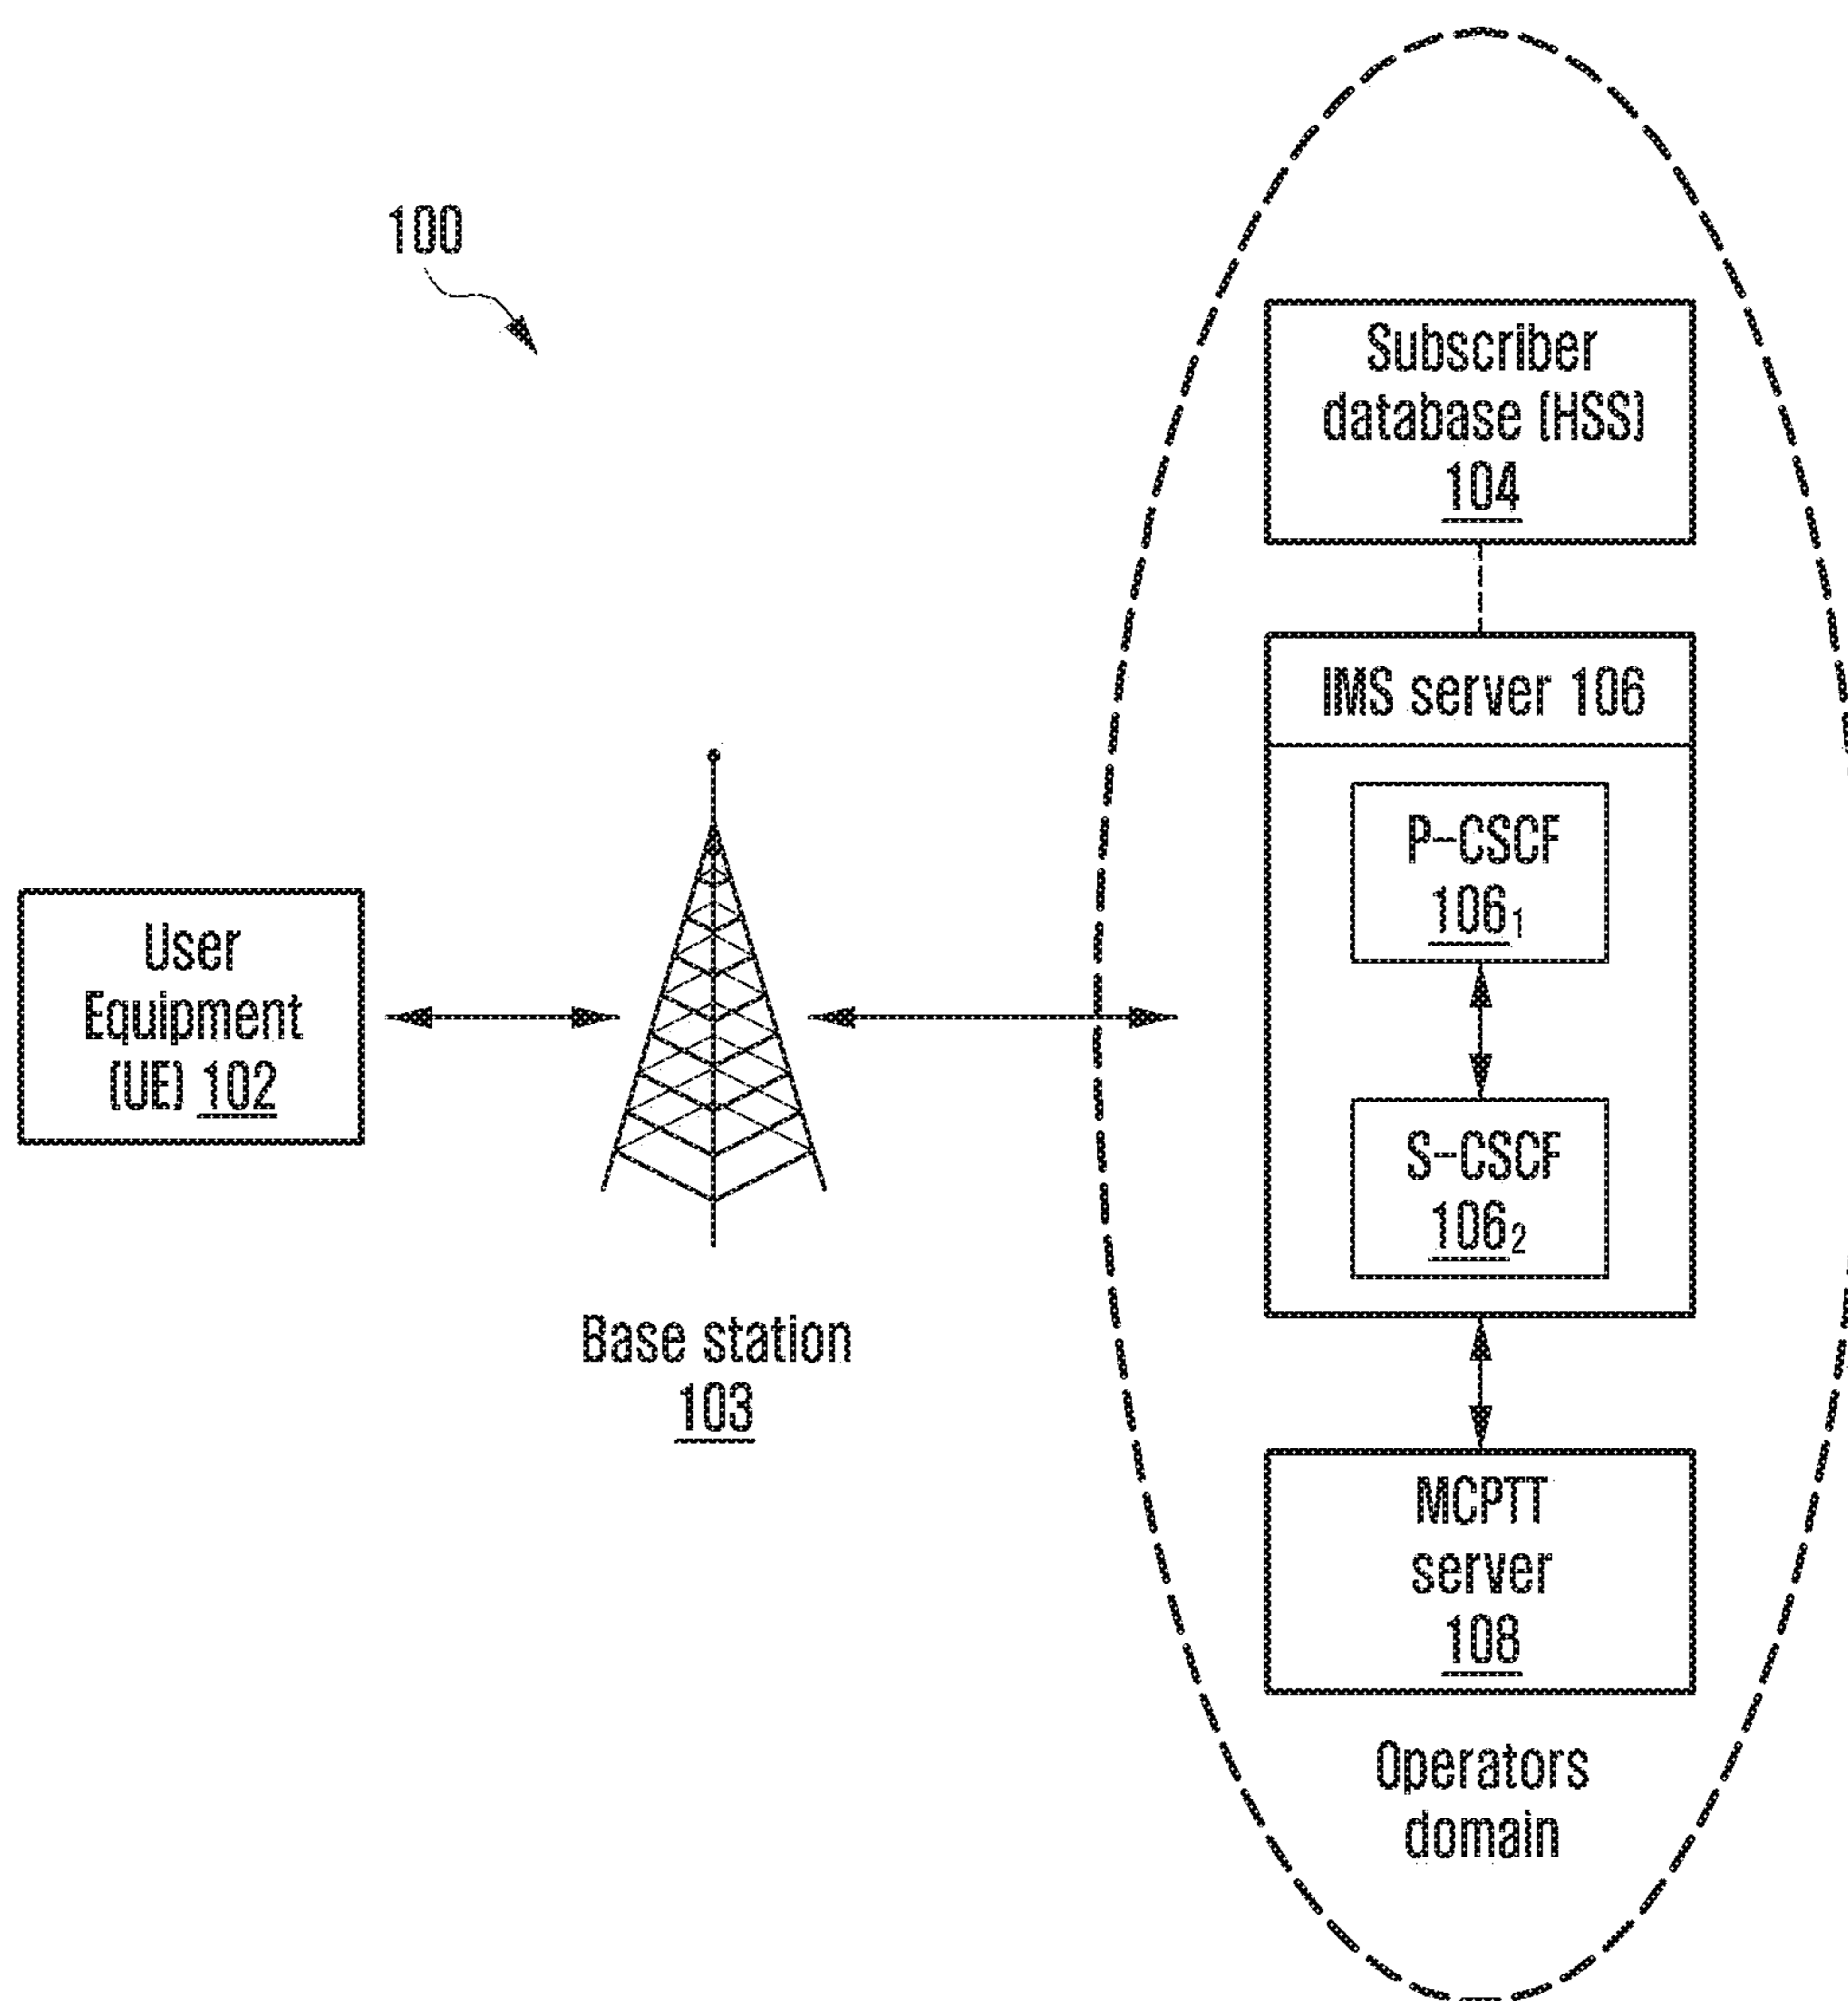 100
Subscriber
database (HSS)
104
IMS server 106
P-CSCF
106₁
User
Equipment
(UE) 102
S-CSCF
106₂
Base station
103
MCPTT
server
108
Operators
domain